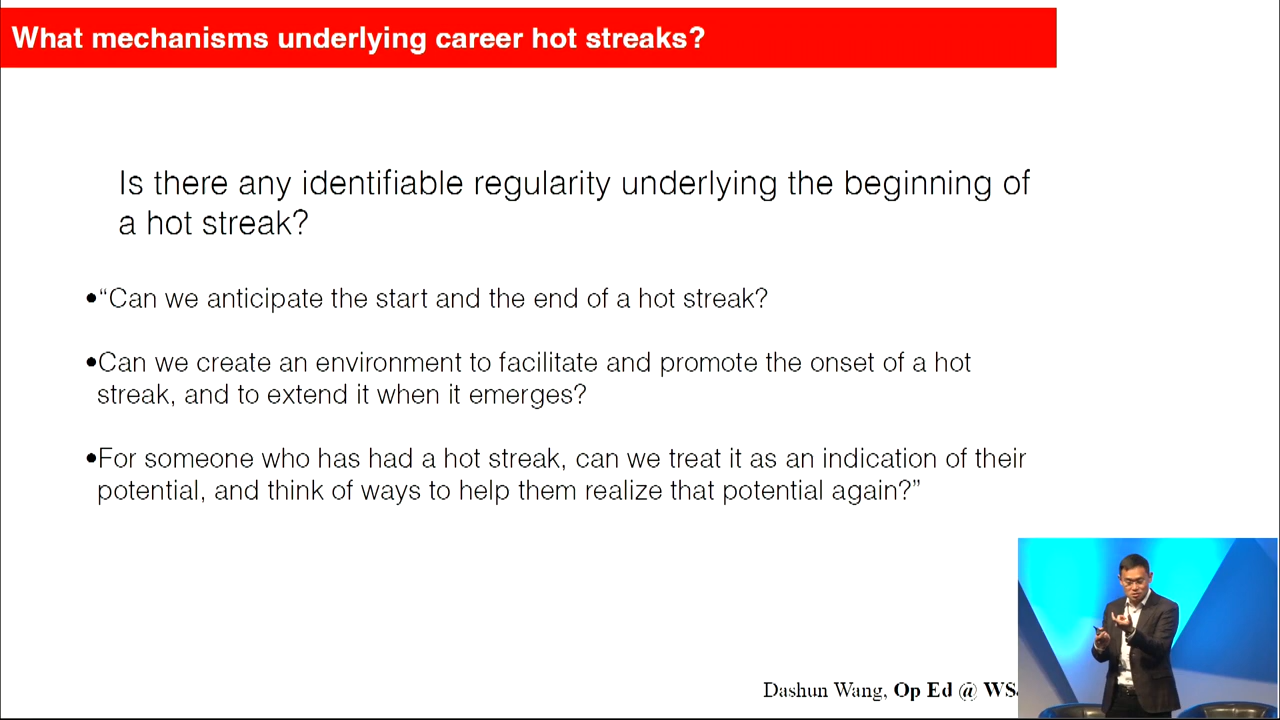 What mechanisms underlying career hot streaks?
Is there any identifiable regularity underlying the beginning of
a hot streak?
•“Can we anticipate the start and the end of a hot streak?
•Can we create an environment to facilitate and promote the onset of a hot
streak, and to extend it when it emerges?
•For someone who has had a hot streak, can we treat it as an indication of their
potential, and think of ways to help them realize that potential again?”
Dashun Wang, Op Ed @